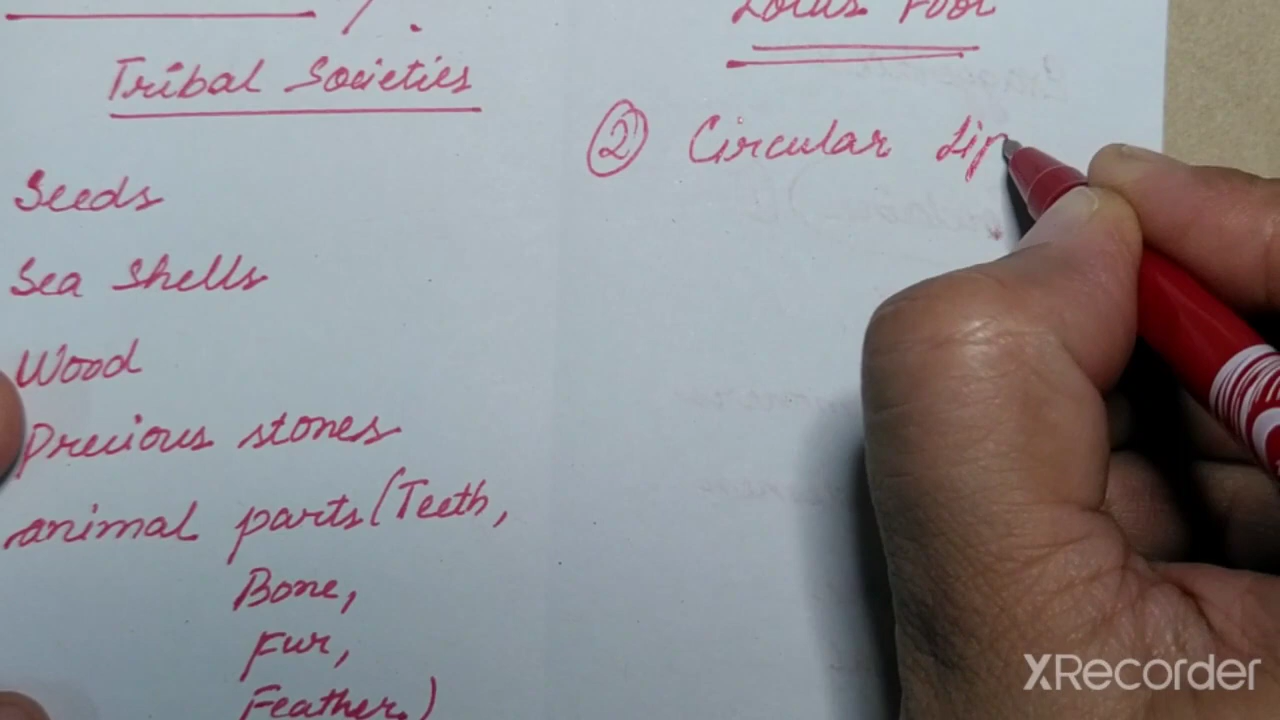 Tribal Societies
Seeds
Sea Shells
Wood
Precious stones
animal parts (Teeth,
Bone,
Fur,
Feather)
Lotus Foot
② Circular Lip
XRecorder